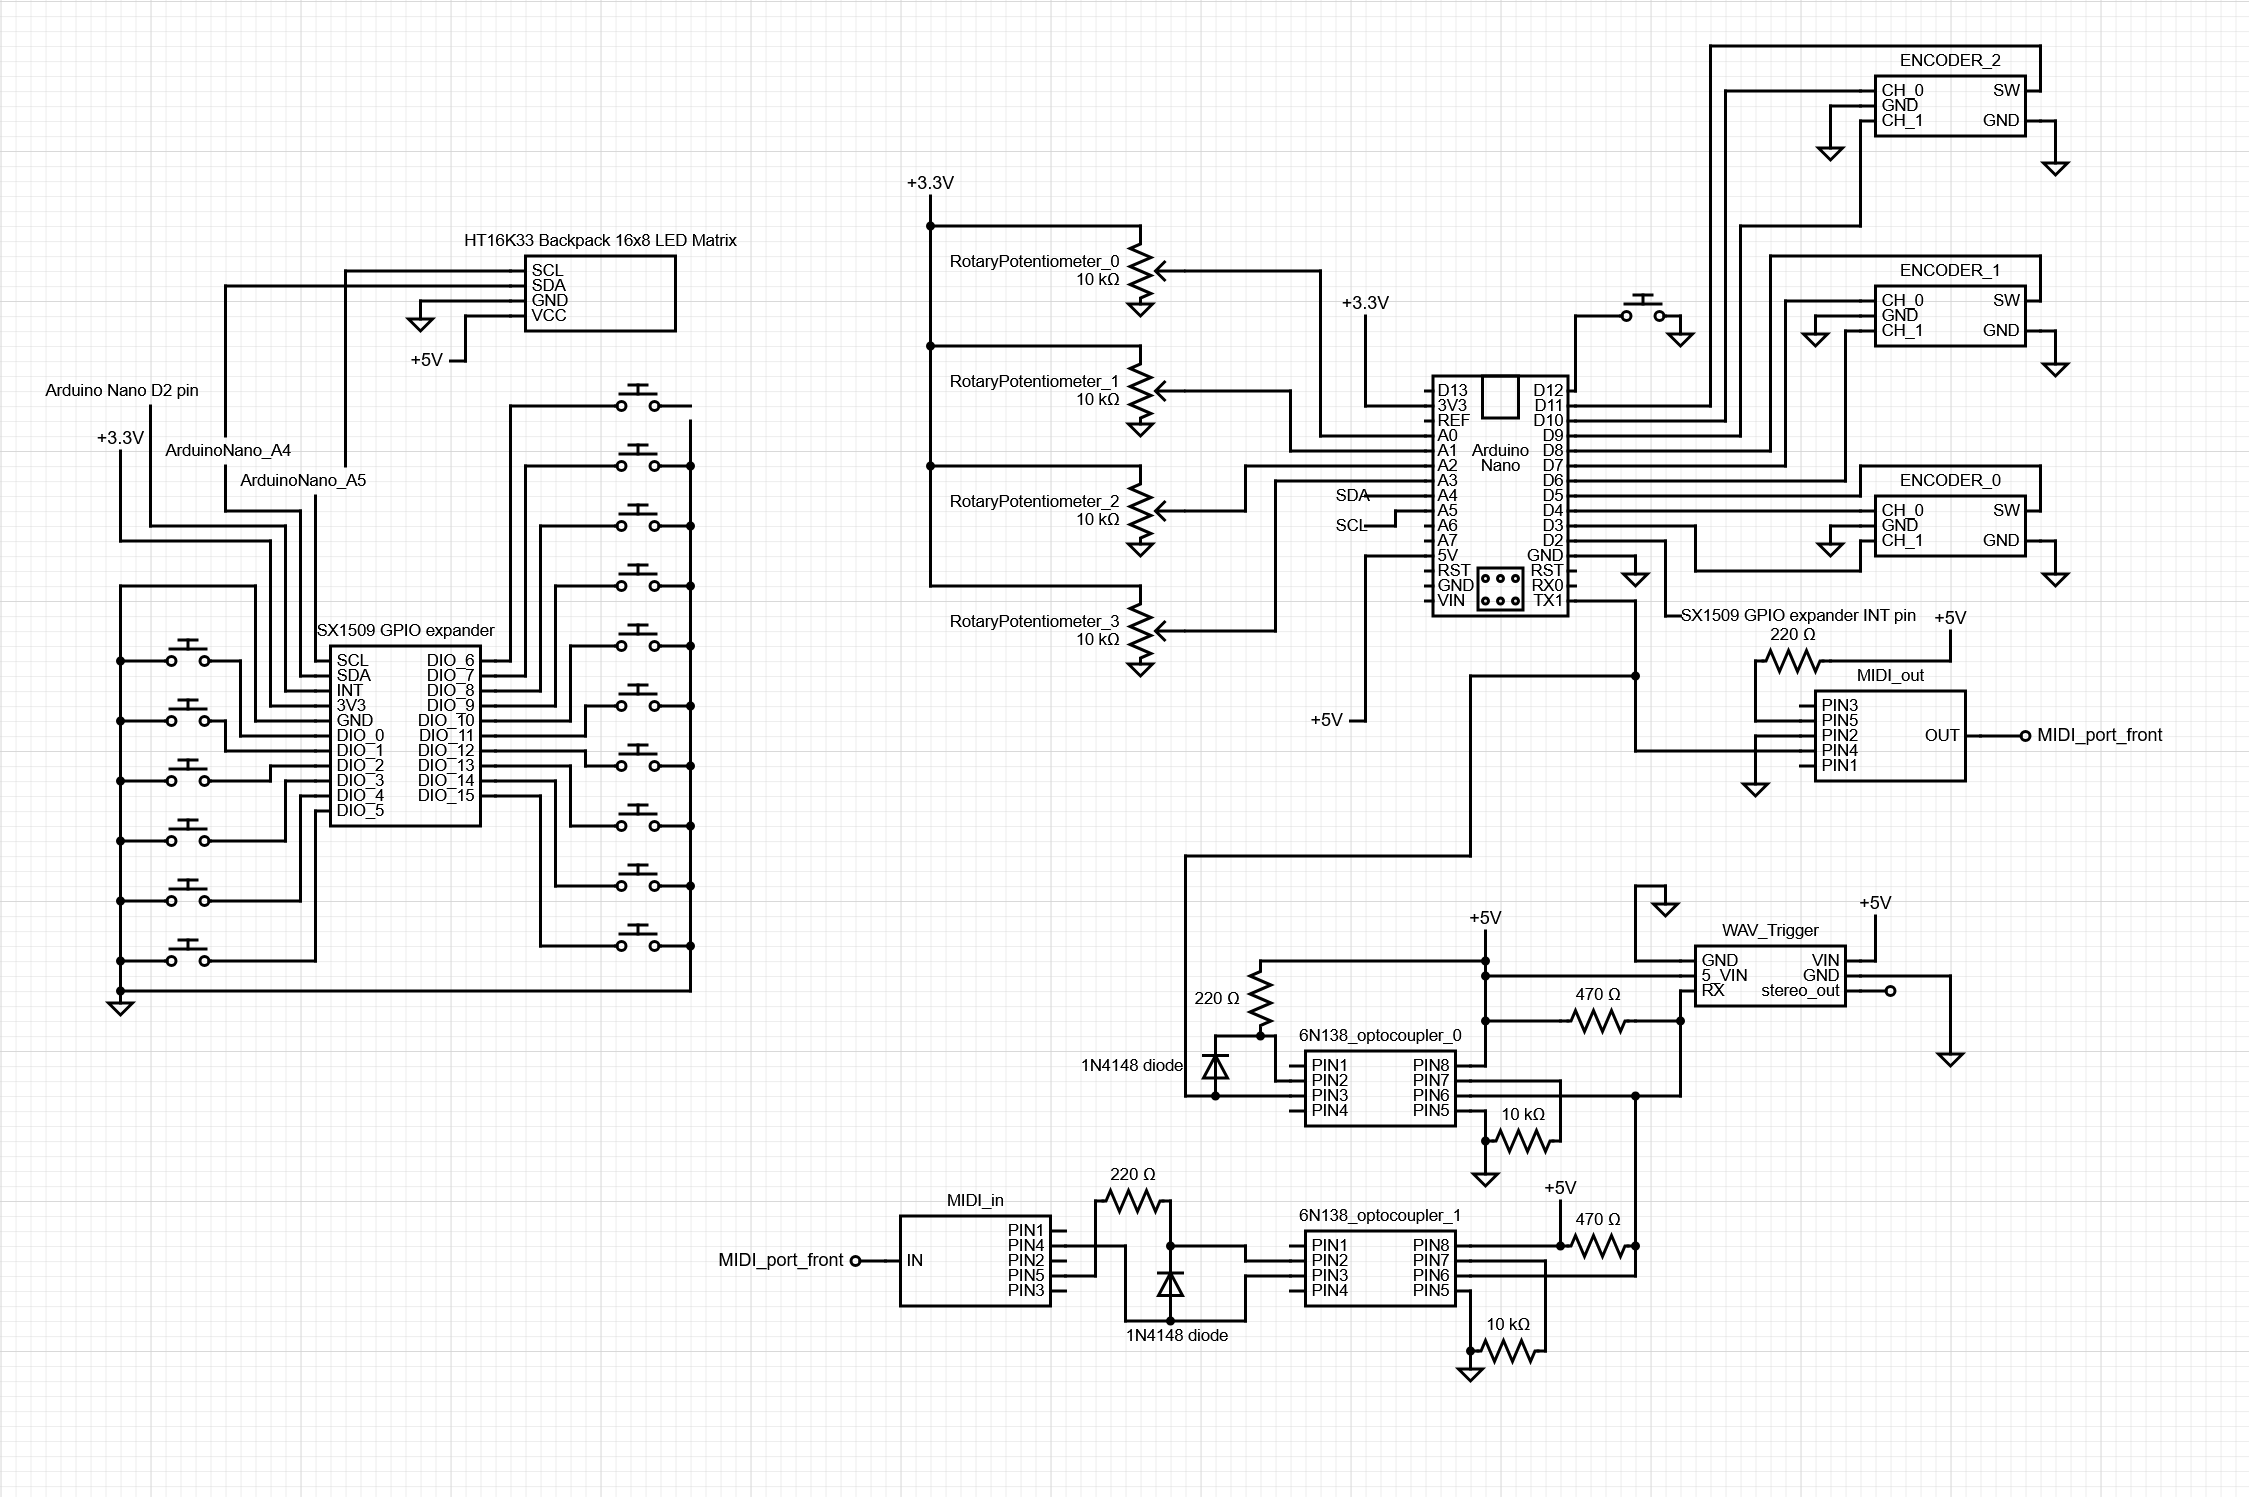 HT16K33 Backpack 16x8 LED Matrix
SCL
SDA
GND
VCC
+5V
Arduino Nano D2 pin
+3.3V
ArduinoNano_A4
ArduinoNano_A5
SX1509 GPIO expander
SCL
SDA
INT
3V3
GND
DIO_0
DIO_1
DIO_2
DIO_3
DIO_4
DIO_5
DIO_6
DIO_7
DIO_8
DIO_9
DIO_10
DIO_11
DIO_12
DIO_13
DIO_14
DIO_15
+3.3V
RotaryPotentiometer_0
10 kΩ
RotaryPotentiometer_1
10 kΩ
RotaryPotentiometer_2
10 kΩ
RotaryPotentiometer_3
10 kΩ
+3.3V
SDA
SCL
+5V
Arduino
Nano
D13
3V3
REF
A0
A1
A2
A3
A4
A5
A6
A7
5V
RST
GND
VIN
D12
D11
D10
D9
D8
D7
D6
D5
D4
D3
D2
GND
RST
RX0
TX1
ENCODER_2
CH_0
GND
CH_1
SW
GND
ENCODER_1
CH_0
GND
CH_1
SW
GND
ENCODER_0
CH_0
GND
CH_1
SW
GND
SX1509 GPIO expander INT pin
+5V
220 Ω
MIDI_out
PIN3
PIN5
PIN2
PIN4
PIN1
OUT
MIDI_port_front
+5V
WAV_Trigger
GND
5_VIN
RX
VIN
GND
stereo_out
+5V
220 Ω
470 Ω
1N4148 diode
6N138_optocoupler_0
PIN1
PIN2
PIN3
PIN4
PIN8
PIN7
PIN6
PIN5
10 kΩ
MIDI_port_front
MIDI_in
IN
PIN1
PIN4
PIN2
PIN5
PIN3
220 Ω
1N4148 diode
6N138_optocoupler_1
PIN1
PIN2
PIN3
PIN4
PIN8
PIN7
PIN6
PIN5
+5V
470 Ω
10 kΩ